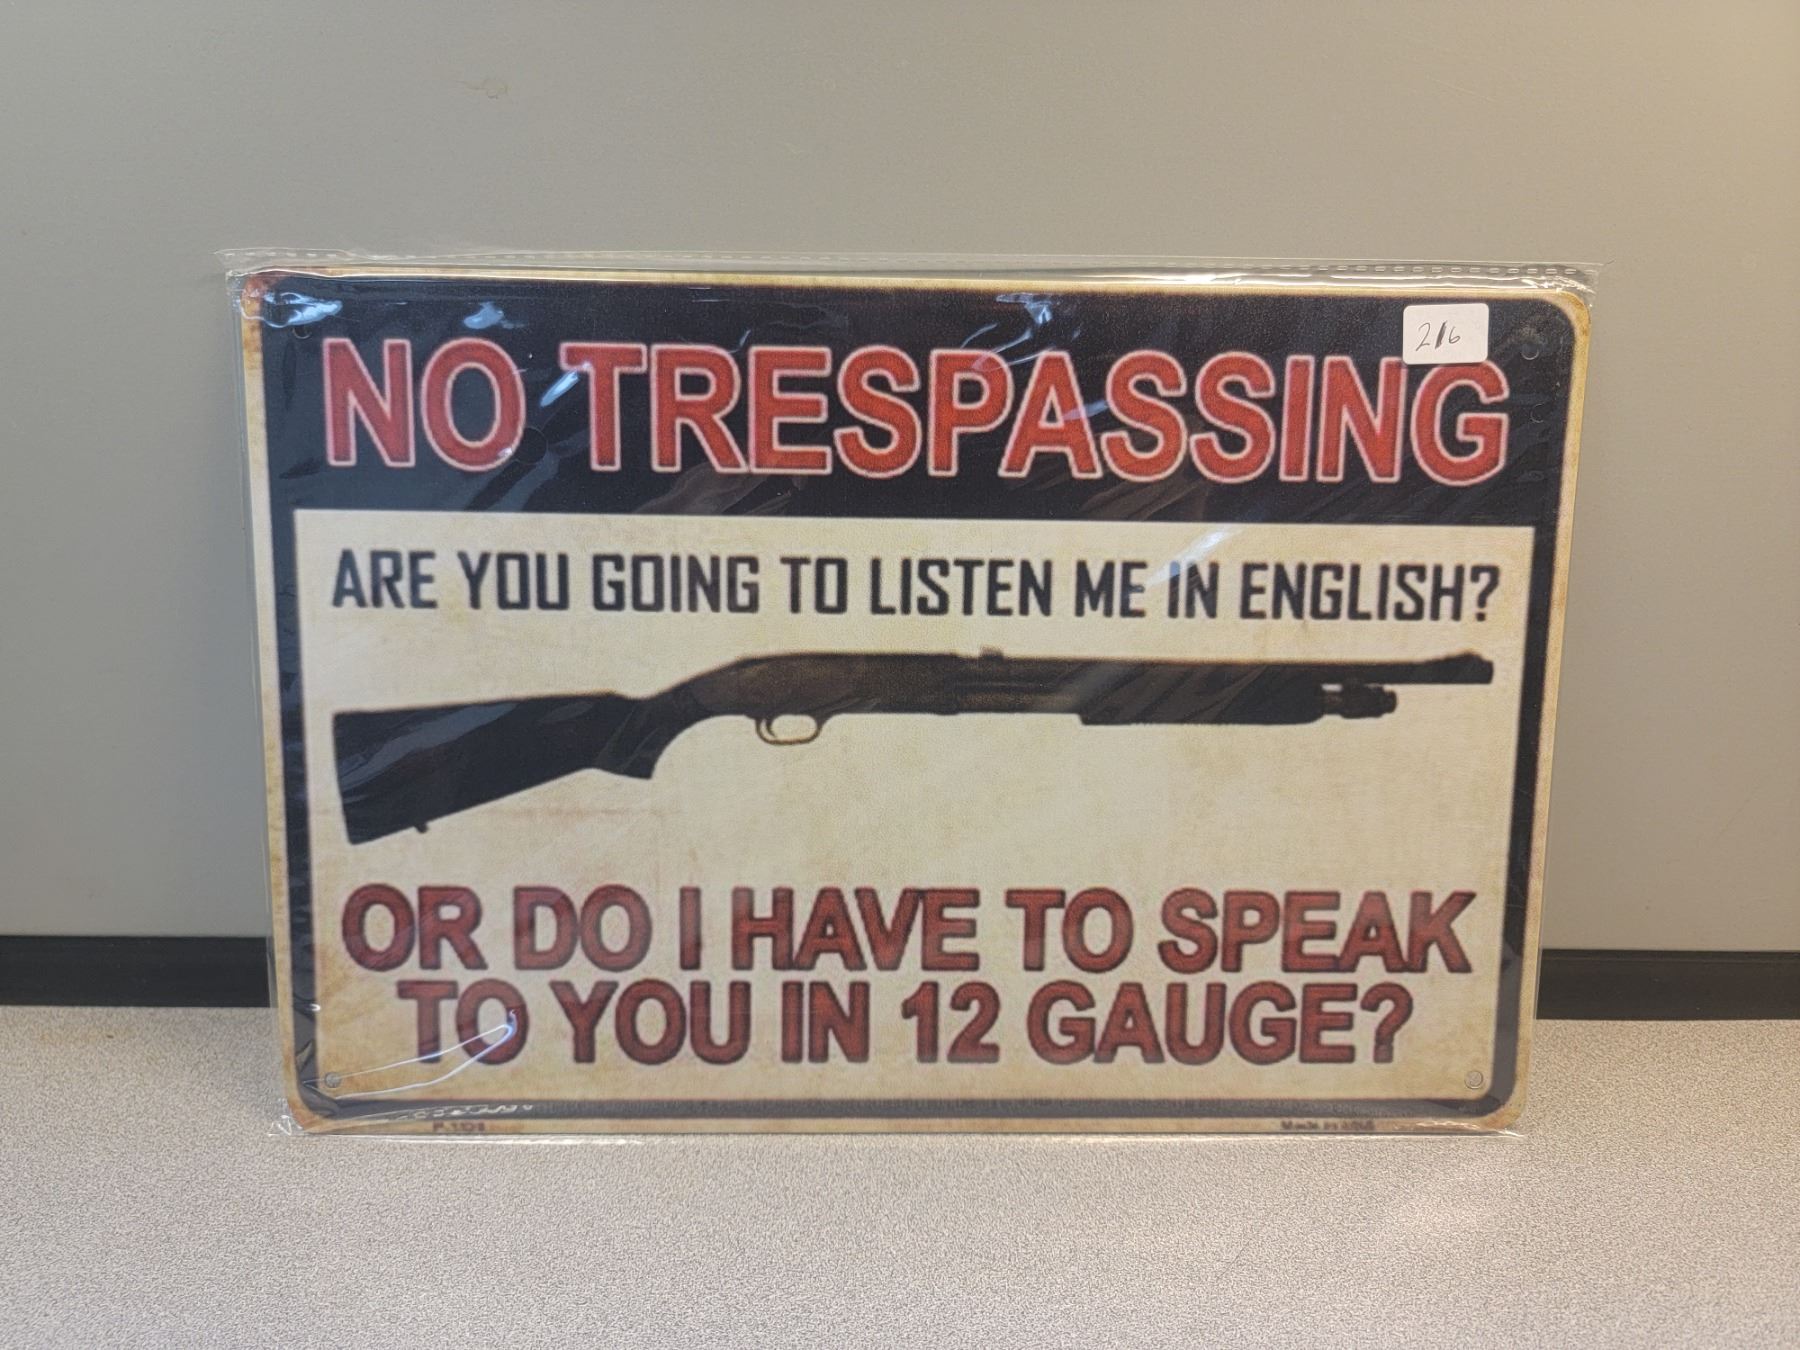 216
NO TRESPASSING
ARE YOU GOING TO LISTEN ME IN ENGLISH?
OR DO I HAVE TO SPEAK
TO YOU IN 12 GAUGE?